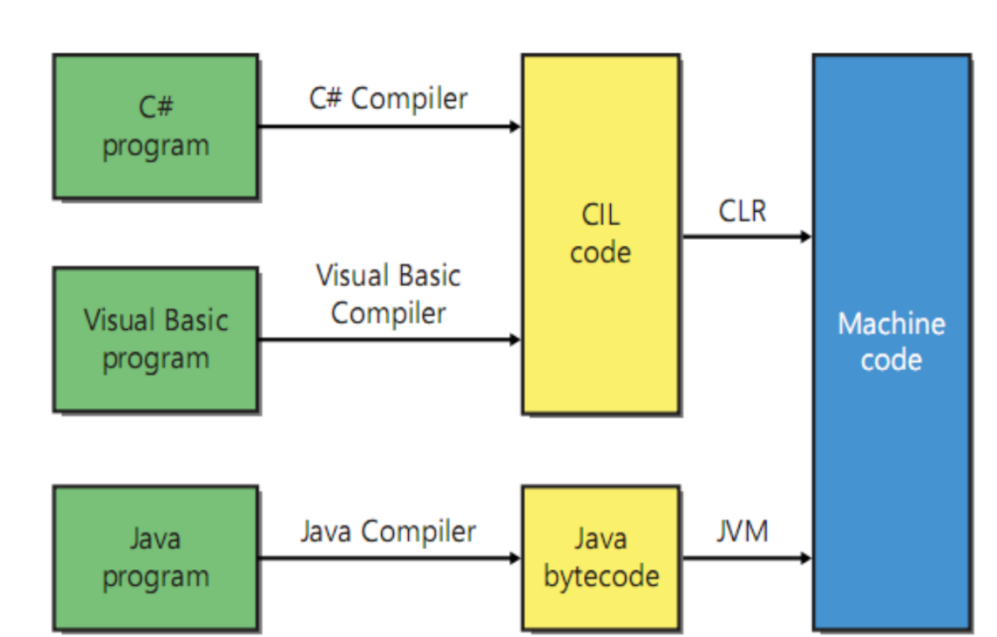 C#
program
C# Compiler
CIL
code
CLR
Machine
code
Visual Basic
program
Visual Basic
Compiler
Java
program
Java Compiler
Java
bytecode
JVM